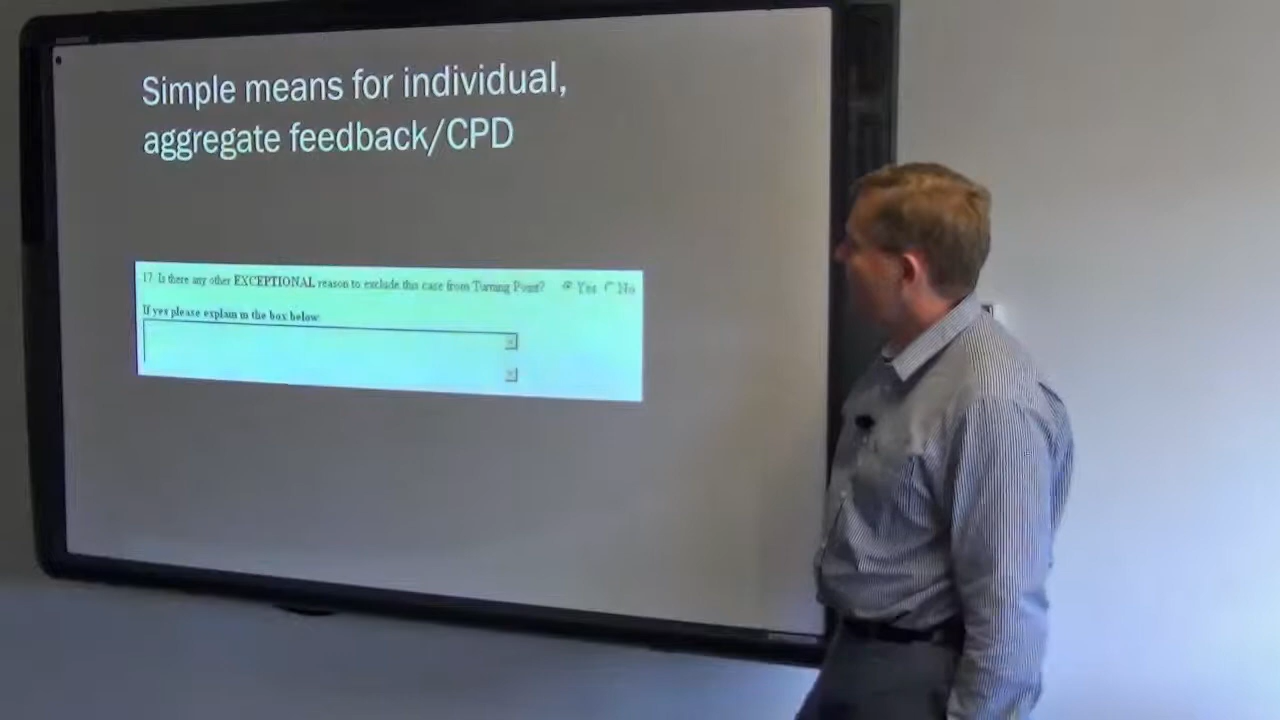 Simple means for individual,
aggregate feedback/CPD
17. Is there any other EXCEPTIONAL reason to exclude this case from Turning Point? Yes No
If yes please explain in the box below: